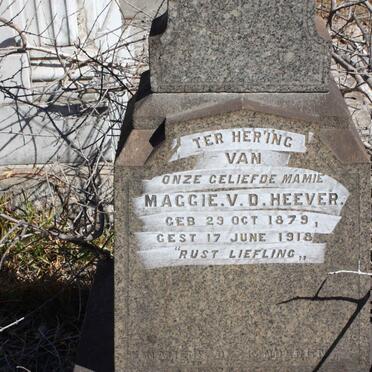 TER HER'ING
VAN
ONZE GELIEFDE MAMIE
MAGGIE. V. D. HEEVER.
GEB 29 OCT 1879,
GEST 17 JUNE 1918
"RUST LIEFLING„